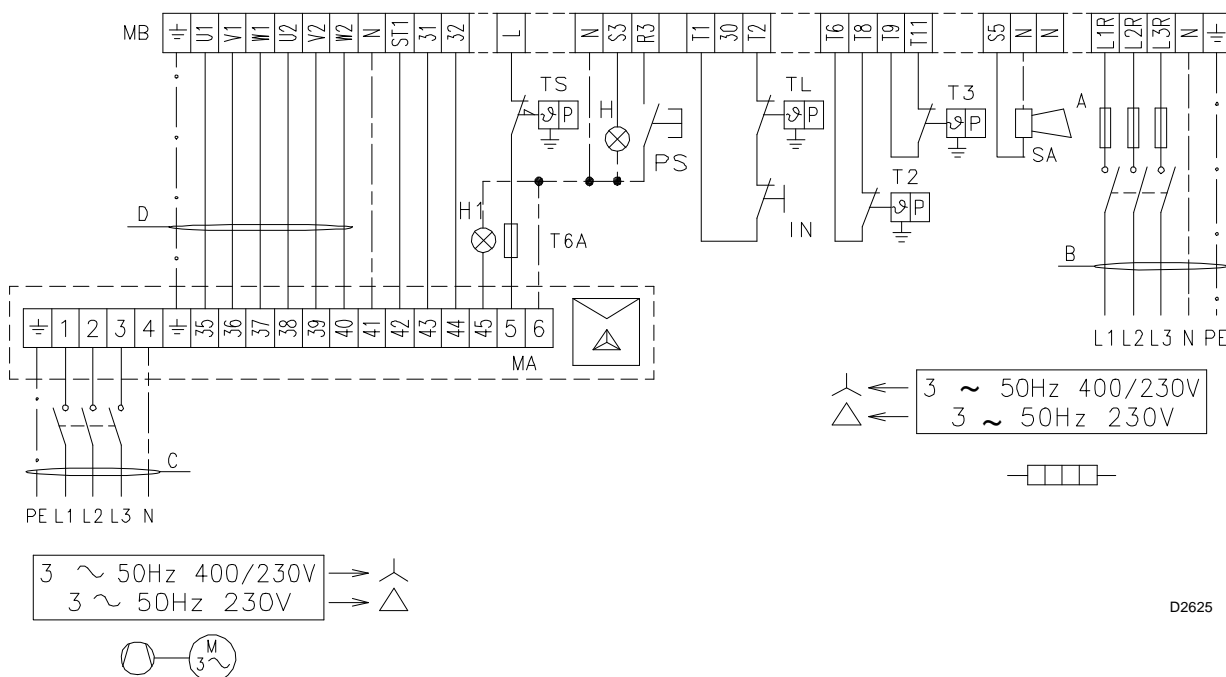 MB U1 V1 W1 U2 V2 W2 N ST1 31 32 L N S3 R3 T1 30 T2 T6 T8 T9 T11 S5 N N L1R L2R L3R N
TS
ϑ P
H
PS
TL
ϑ P
IN
T3
ϑ P
T2
ϑ P
SA
A
D
H1
T6A
B
1 2 3 4 35 36 37 38 39 40 41 42 43 44 45 5 6
MA
L1 L2 L3 N PE
3 ~ 50Hz 400/230V
3 ~ 50Hz 230V
C
PE L1 L2 L3 N
3 ~ 50Hz 400/230V
3 ~ 50Hz 230V
M
3~
D2625